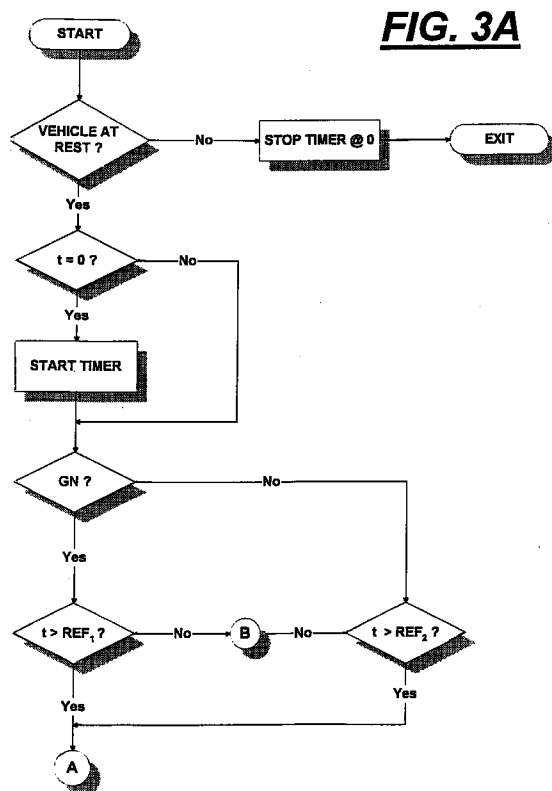 FIG. 3A
START
VEHICLE AT
REST ?
No
STOP TIMER @ 0
EXIT
Yes
t = 0 ?
No
Yes
START TIMER
GN ?
No
Yes
t > REF₁ ?
No
B
No
t > REF₂ ?
Yes
Yes
A